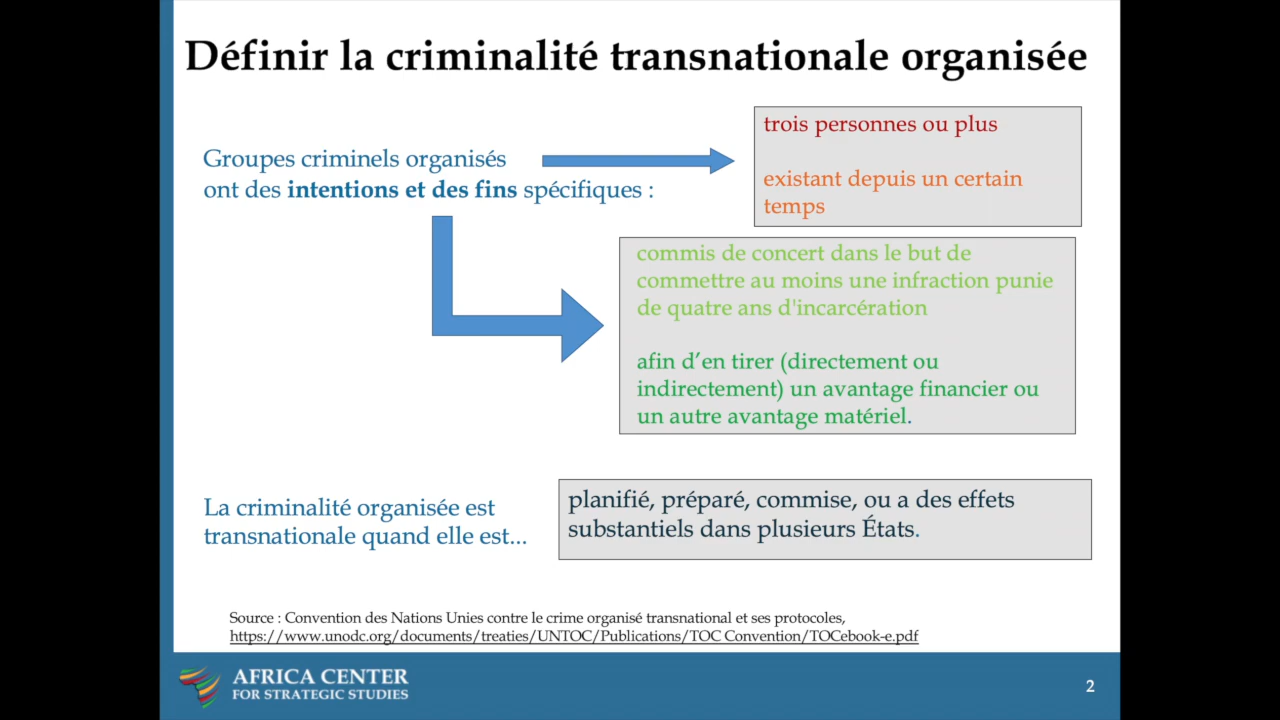 Définir la criminalité transnationale organisée
Groupes criminels organisés
ont des intentions et des fins spécifiques :
trois personnes ou plus
existant depuis un certain
temps
commis de concert dans le but de
commettre au moins une infraction punie
de quatre ans d'incarcération
afin d’en tirer (directement ou
indirectement) un avantage financier ou
un autre avantage matériel.
La criminalité organisée est
transnationale quand elle est...
planifié, préparé, commise, ou a des effets
substantiels dans plusieurs États.
Source : Convention des Nations Unies contre le crime organisé transnational et ses protocoles,
https://www.unodc.org/documents/treaties/UNTOC/Publications/TOC Convention/TOCebook-e.pdf
AFRICA CENTER
FOR STRATEGIC STUDIES
2